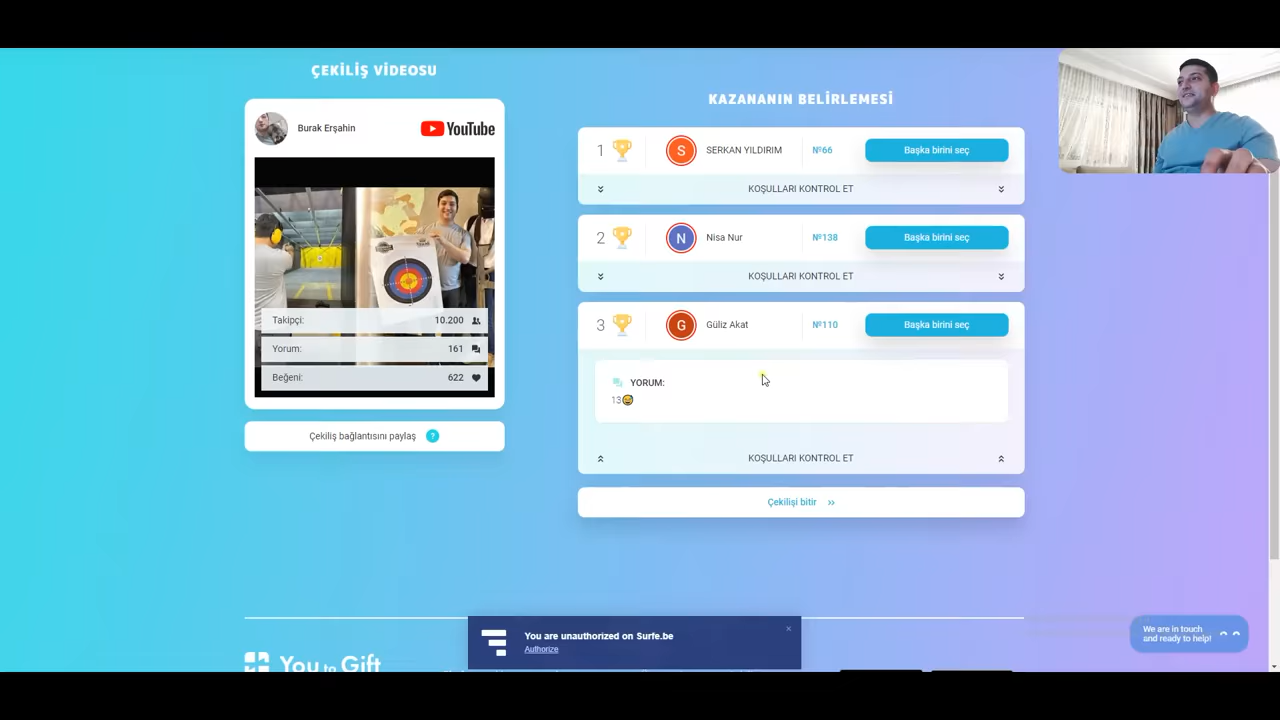 ÇEKİLİŞ VİDEOSU
Burak Erşahin
YouTube
Takipçi: 10.200
Yorum: 161
Beğeni: 622
Çekiliş bağlantısını paylaş ?
KAZANANIN BELİRLEMESİ
1 S SERKAN YILDIRIM №66 Başka birini seç
KOŞULLARI KONTROL ET
2 N Nisa Nur №138 Başka birini seç
KOŞULLARI KONTROL ET
3 G Güliz Akat №110 Başka birini seç
YORUM:
13😅
KOŞULLARI KONTROL ET
Çekilişi bitir
You are unauthorized on Surfe.be
Authorize
We are in touch
and ready to help!
You to Gift